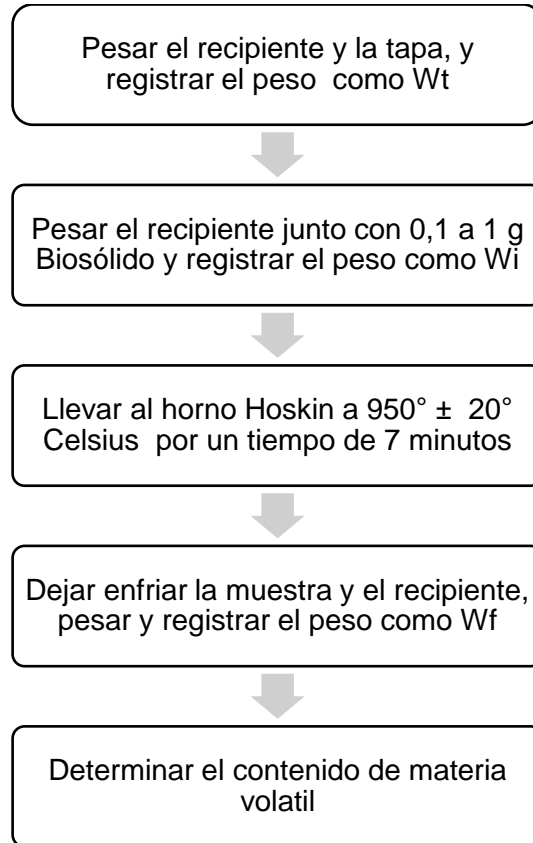 Pesar el recipiente y la tapa, y
registrar el peso como Wt
Pesar el recipiente junto con 0,1 a 1 g
Biosólido y registrar el peso como Wi
Llevar al horno Hoskin a 950° ± 20°
Celsius por un tiempo de 7 minutos
Dejar enfriar la muestra y el recipiente,
pesar y registrar el peso como Wf
Determinar el contenido de materia
volatil